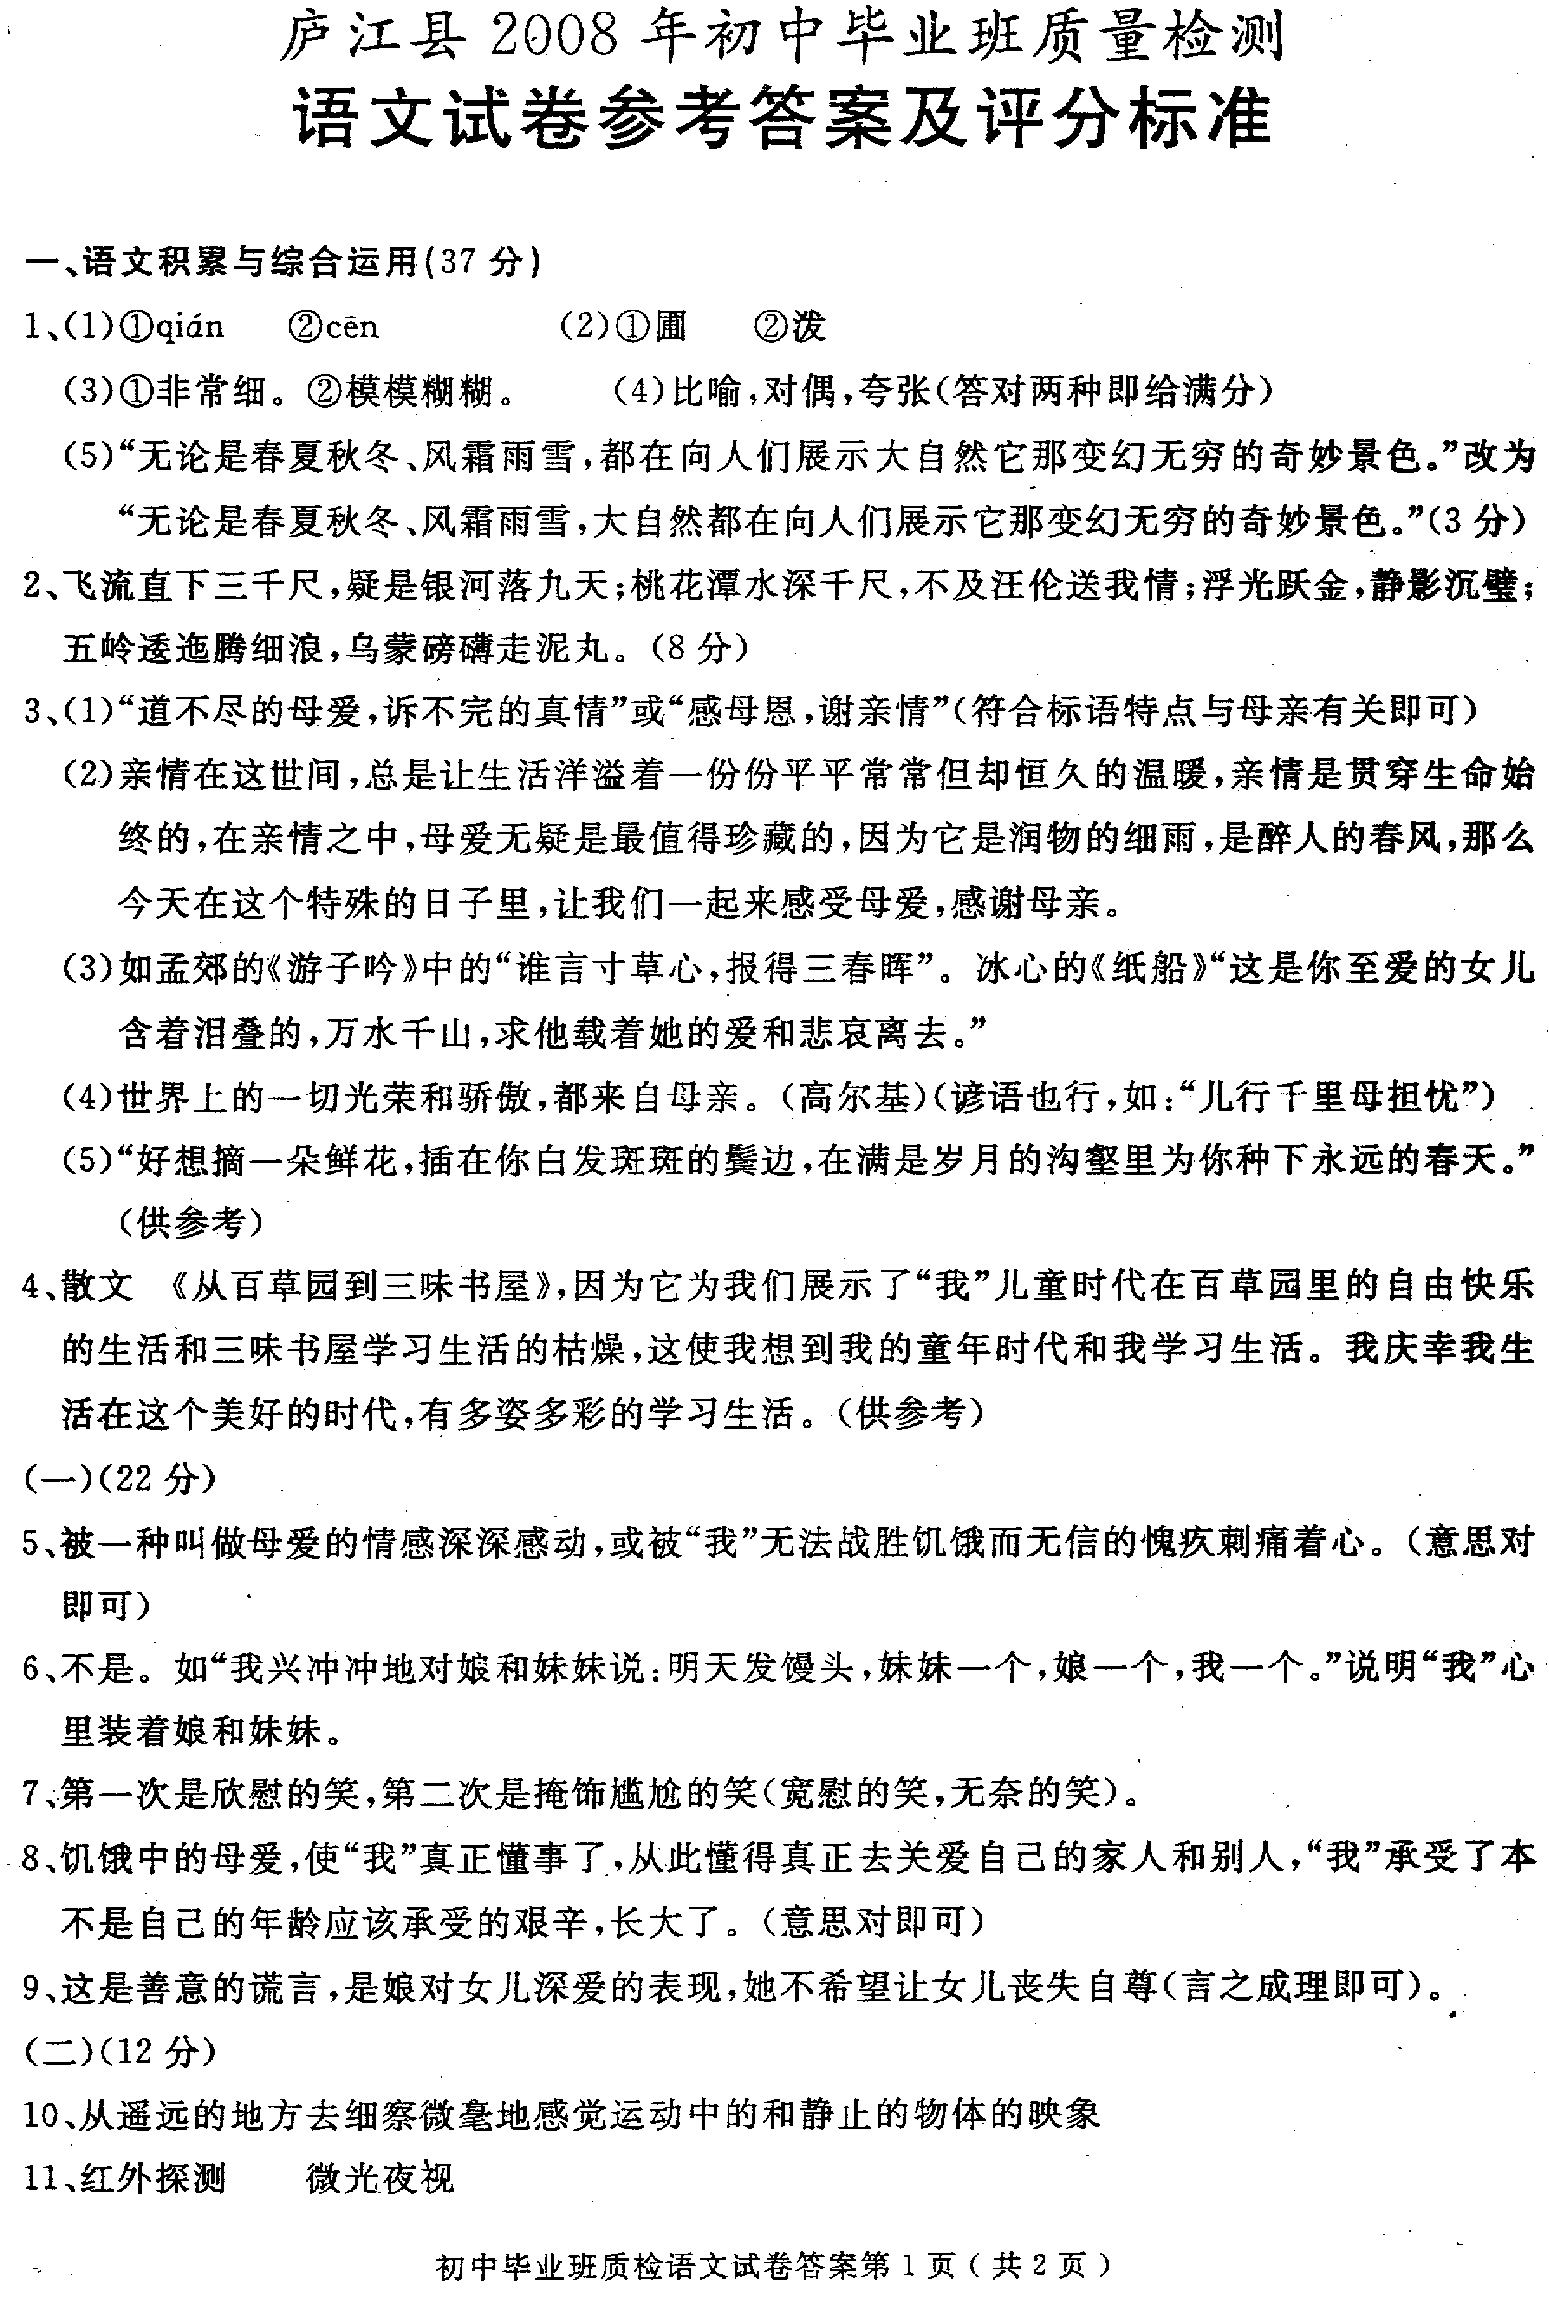 庐江县2008年初中毕业班质量检测
语文试卷参考答案及评分标准
一、语文积累与综合运用(37分)
1、(1)①qián ②cēn (2)①圃 ②泼
(3)①非常细。②模模糊糊。 (4)比喻,对偶,夸张(答对两种即给满分)
(5)“无论是春夏秋冬、风霜雨雪,都在向人们展示大自然它那变幻无穷的奇妙景色。”改为
“无论是春夏秋冬、风霜雨雪,大自然都在向人们展示它那变幻无穷的奇妙景色。”(3分)
2、飞流直下三千尺,疑是银河落九天;桃花潭水深千尺,不及汪伦送我情;浮光跃金,静影沉璧;
五岭逶迤腾细浪,乌蒙磅礴走泥丸。(8分)
3、(1)“道不尽的母爱,诉不完的真情”或“感母恩,谢亲情”(符合标语特点与母亲有关即可)
(2)亲情在这世间,总是让生活洋溢着一份份平平常常但却恒久的温暖,亲情是贯穿生命始
终的,在亲情之中,母爱无疑是最值得珍藏的,因为它是润物的细雨,是醉人的春风,那么
今天在这个特殊的日子里,让我们一起来感受母爱,感谢母亲。
(3)如孟郊的《游子吟》中的“谁言寸草心,报得三春晖”。冰心的《纸船》“这是你至爱的女儿
含着泪叠的,万水千山,求他载着她的爱和悲哀离去。”
(4)世界上的一切光荣和骄傲,都来自母亲。(高尔基)(谚语也行,如:“儿行千里母担忧”)
(5)“好想摘一朵鲜花,插在你白发斑斑的鬓边,在满是岁月的沟壑里为你种下永远的春天。”
(供参考)
4、散文 《从百草园到三味书屋》,因为它为我们展示了“我”儿童时代在百草园里的自由快乐
的生活和三味书屋学习生活的枯燥,这使我想到我的童年时代和我学习生活。我庆幸我生
活在这个美好的时代,有多姿多彩的学习生活。(供参考)
(一)(22分)
5、被一种叫做母爱的情感深深感动,或被“我”无法战胜饥饿而无信的愧疚刺痛着心。(意思对
即可)
6、不是。如“我兴冲冲地对娘和妹妹说:明天发馒头,妹妹一个,娘一个,我一个。”说明“我”心
里装着娘和妹妹。
7、第一次是欣慰的笑,第二次是掩饰尴尬的笑(宽慰的笑,无奈的笑)。
8、饥饿中的母爱,使“我”真正懂事了,从此懂得真正去关爱自己的家人和别人,“我”承受了本
不是自己的年龄应该承受的艰辛,长大了。(意思对即可)
9、这是善意的谎言,是娘对女儿深爱的表现,她不希望让女儿丧失自尊(言之成理即可)。
(二)(12分)
10、从遥远的地方去细察微毫地感觉运动中的和静止的物体的映象
11、红外探测 微光夜视
初中毕业班质检语文试卷答案第1页(共2页)